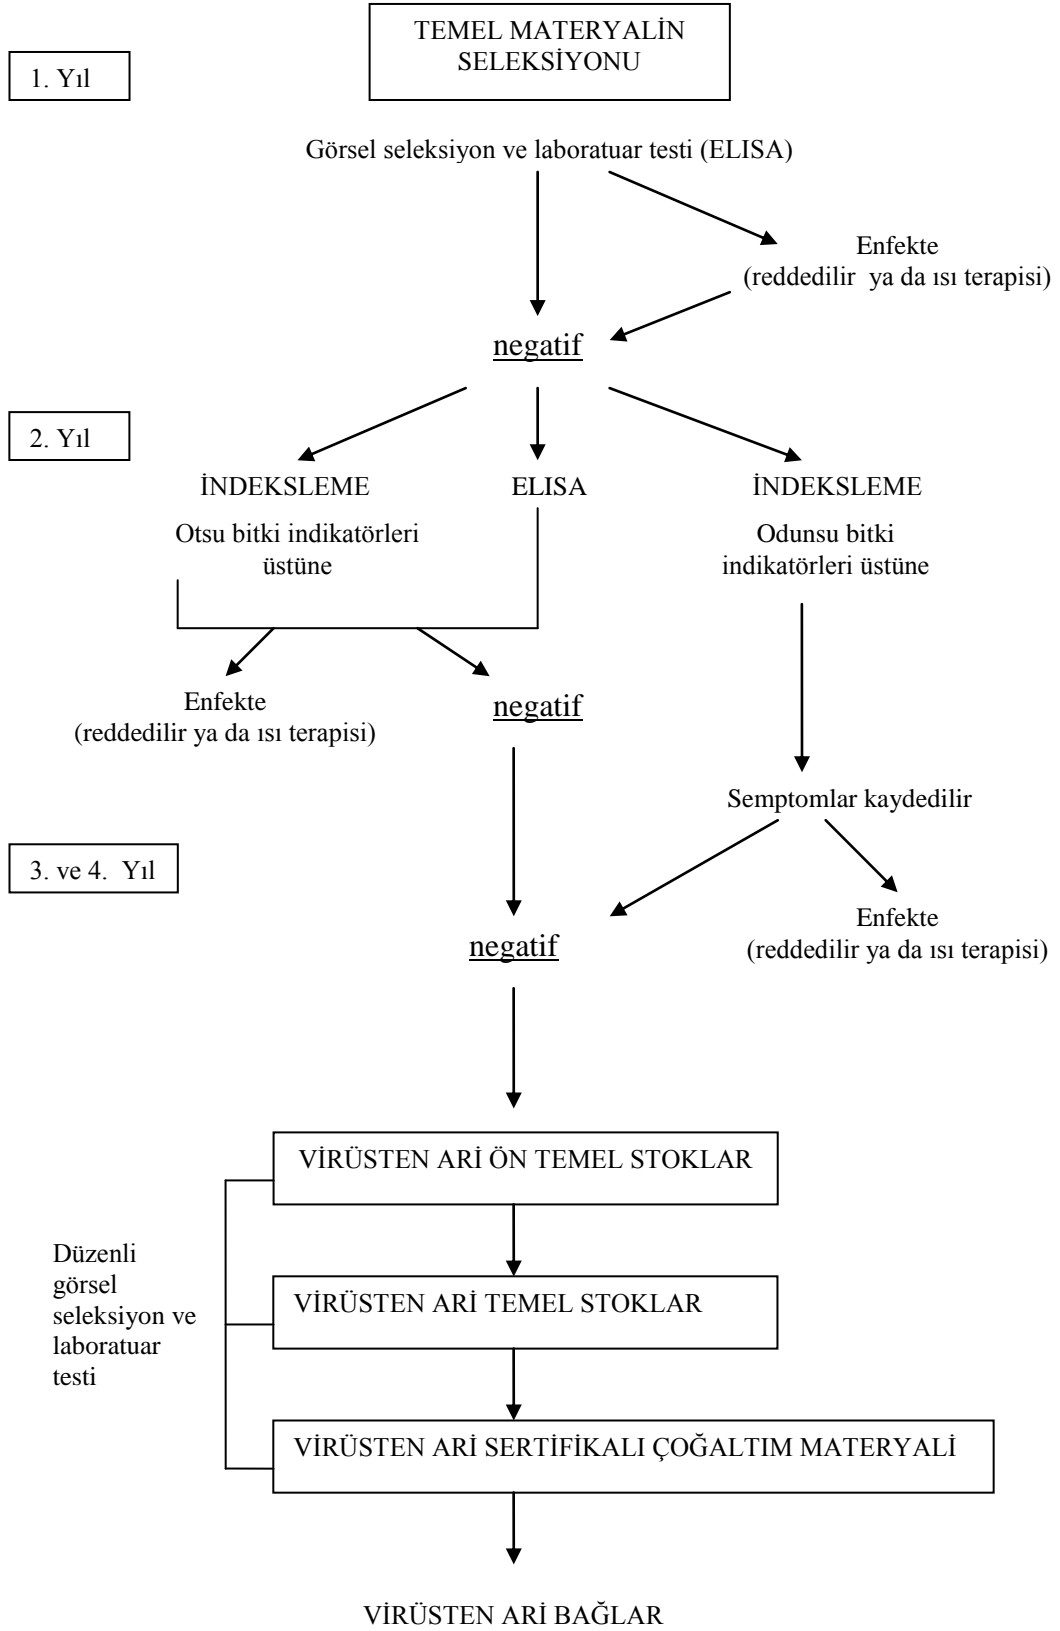 TEMEL MATERYALİN
SELEKSİYONU
1. Yıl
Görsel seleksiyon ve laboratuar testi (ELISA)
Enfekte
(reddedilir ya da ısı terapisi)
negatif
2. Yıl
İNDEKSLEME
Otsu bitki indikatörleri
üstüne
ELISA
İNDEKSLEME
Odunsu bitki
indikatörleri üstüne
Enfekte
(reddedilir ya da ısı terapisi)
negatif
Semptomlar kaydedilir
3. ve 4. Yıl
Enfekte
(reddedilir ya da ısı terapisi)
negatif
VİRÜSTEN ARİ ÖN TEMEL STOKLAR
Düzenli
görsel
seleksiyon ve
laboratuar
testi
VİRÜSTEN ARİ TEMEL STOKLAR
VİRÜSTEN ARİ SERTİFİKALI ÇOĞALTIM MATERYALİ
VİRÜSTEN ARİ BAĞLAR